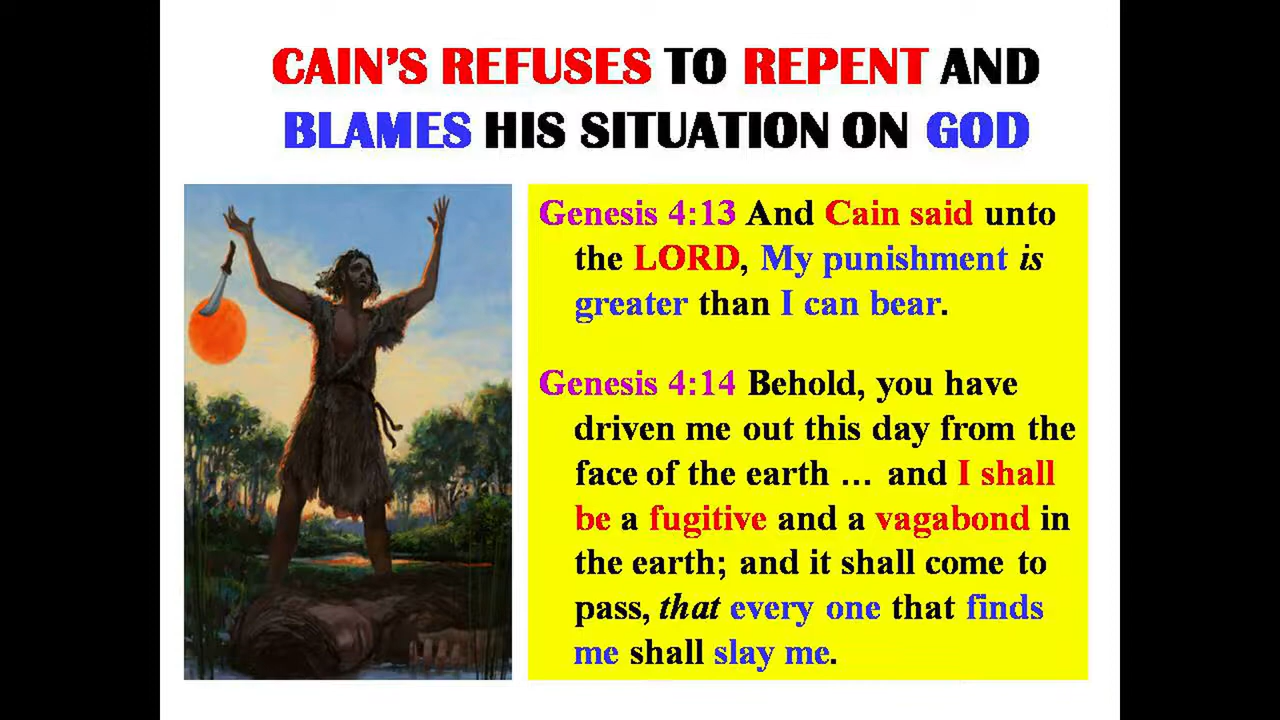 CAIN'S REFUSES TO REPENT AND
BLAMES HIS SITUATION ON GOD
Genesis 4:13 And Cain said unto
the LORD, My punishment is
greater than I can bear.
Genesis 4:14 Behold, you have
driven me out this day from the
face of the earth … and I shall
be a fugitive and a vagabond in
the earth; and it shall come to
pass, that every one that finds
me shall slay me.